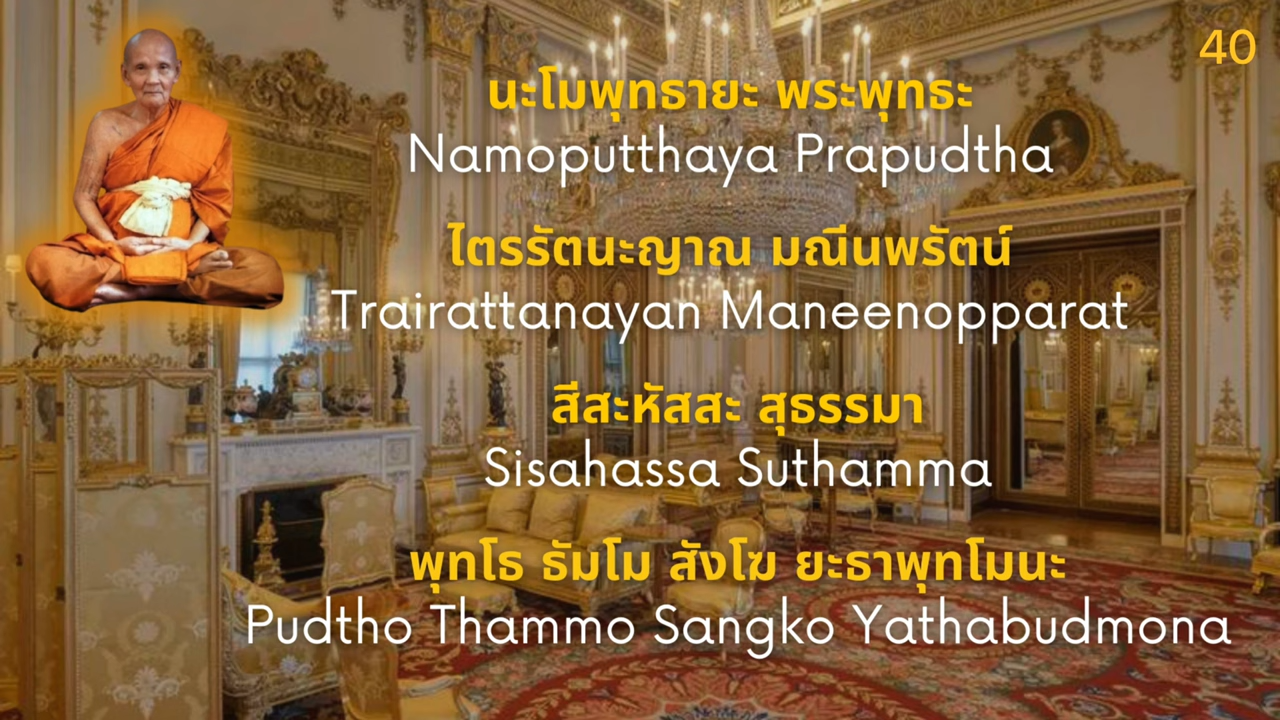 40
นะโมพุทธายะ พระพุทธะ
Namoputthaya Prapudtha
ไตรรัตนะญาณ มณีนพรัตน์
Trairattanayan Maneenopparat
สีสะหัสสะ สุธรรมา
Sisahassa Suthamma
พุทโธ ธัมโม สังโฆ ยะธาพุทโมนะ
Pudtho Thammo Sangko Yathabudmona